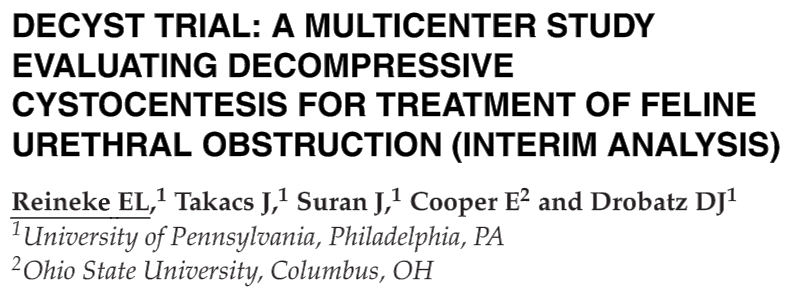 DECYST TRIAL: A MULTICENTER STUDY
EVALUATING DECOMPRESSIVE
CYSTOCENTESIS FOR TREATMENT OF FELINE
URETHRAL OBSTRUCTION (INTERIM ANALYSIS)
Reineke EL,¹ Takacs J,¹ Suran J,¹ Cooper E² and Drobatz DJ¹
¹University of Pennsylvania, Philadelphia, PA
²Ohio State University, Columbus, OH